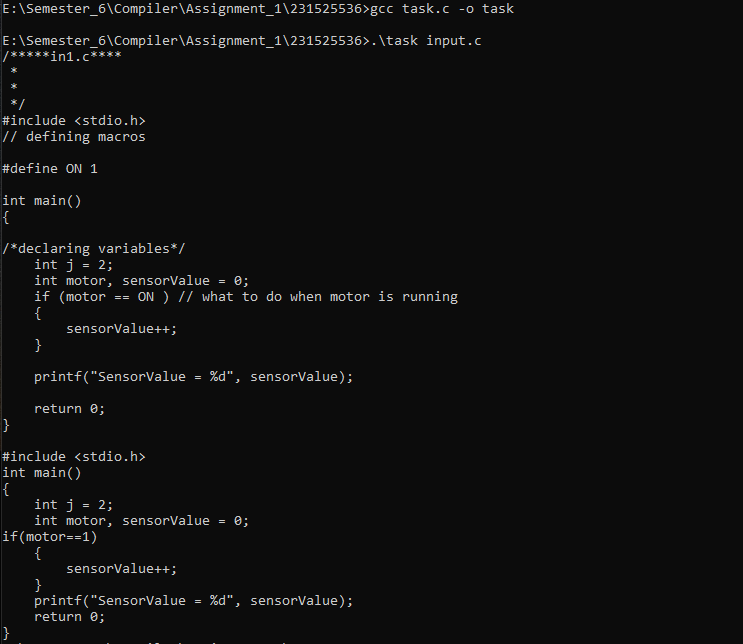 E:\Semester_6\Compiler\Assignment_1\231525536>gcc task.c -o task
E:\Semester_6\Compiler\Assignment_1\231525536>.\task input.c
/*****in1.c****
 *
 *
 */
#include <stdio.h>
// defining macros
#define ON 1
int main()
{
/*declaring variables*/
    int j = 2;
    int motor, sensorValue = 0;
    if (motor == ON ) // what to do when motor is running
    {
        sensorValue++;
    }
    printf("SensorValue = %d", sensorValue);
    return 0;
}
#include <stdio.h>
int main()
{
    int j = 2;
    int motor, sensorValue = 0;
if(motor==1)
    {
        sensorValue++;
    }
    printf("SensorValue = %d", sensorValue);
    return 0;
}